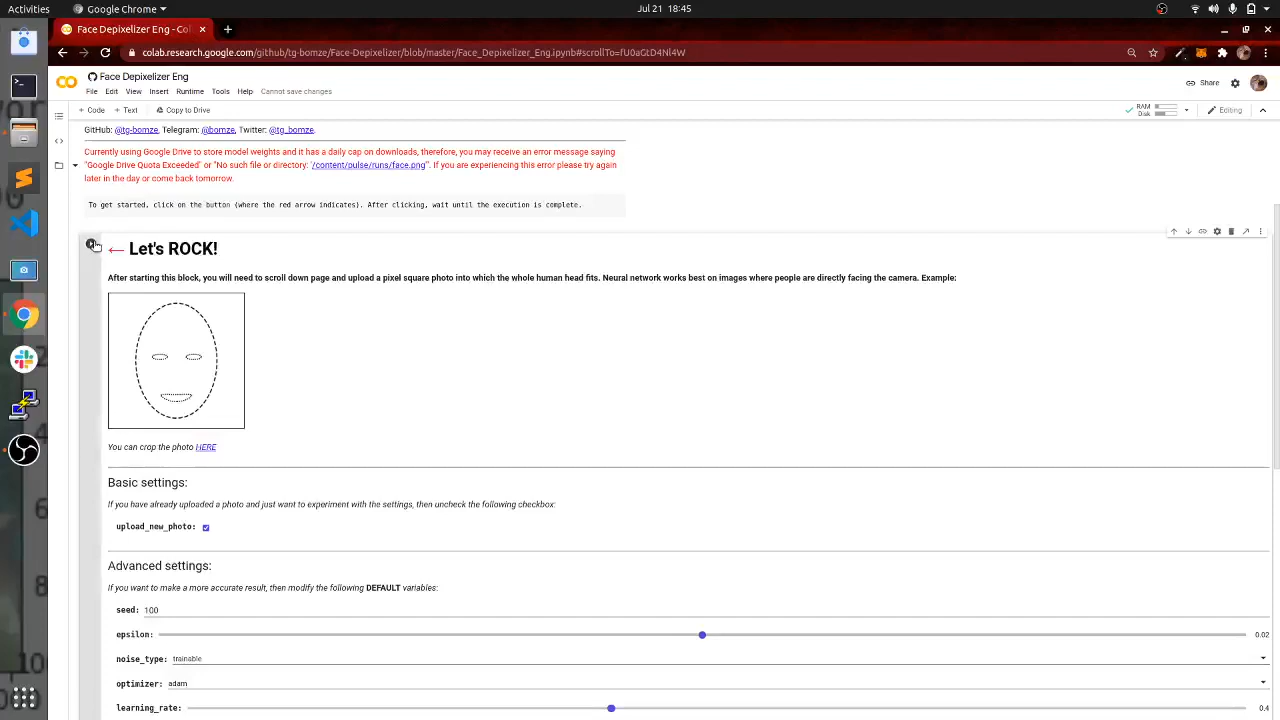 Activities
Google Chrome
Jul 21 18:45
Face Depixelizer Eng - Col
colab.research.google.com/github/tg-bomze/Face-Depixelizer/blob/master/Face_Depixelizer_Eng.ipynb#scrollTo=fU0aGtD4Nl4W
Face Depixelizer Eng
File Edit View Insert Runtime Tools Help Cannot save changes
Share
+ Code + Text Copy to Drive
RAM
Disk
Editing
GitHub: @tg-bomze, Telegram: @bomze, Twitter: @tg_bomze.
Currently using Google Drive to store model weights and it has a daily cap on downloads, therefore, you may receive an error message saying
"Google Drive Quota Exceeded" or "No such file or directory: '/content/pulse/runs/face.png'". If you are experiencing this error please try again
later in the day or come back tomorrow.
To get started, click on the button (where the red arrow indicates). After clicking, wait until the execution is complete.
← Let's ROCK!
After starting this block, you will need to scroll down page and upload a pixel square photo into which the whole human head fits. Neural network works best on images where people are directly facing the camera. Example:
You can crop the photo HERE
Basic settings:
If you have already uploaded a photo and just want to experiment with the settings, then uncheck the following checkbox:
upload_new_photo:
Advanced settings:
If you want to make a more accurate result, then modify the following DEFAULT variables:
seed: 100
epsilon: 0.02
noise_type: trainable
optimizer: adam
learning_rate: 0.4